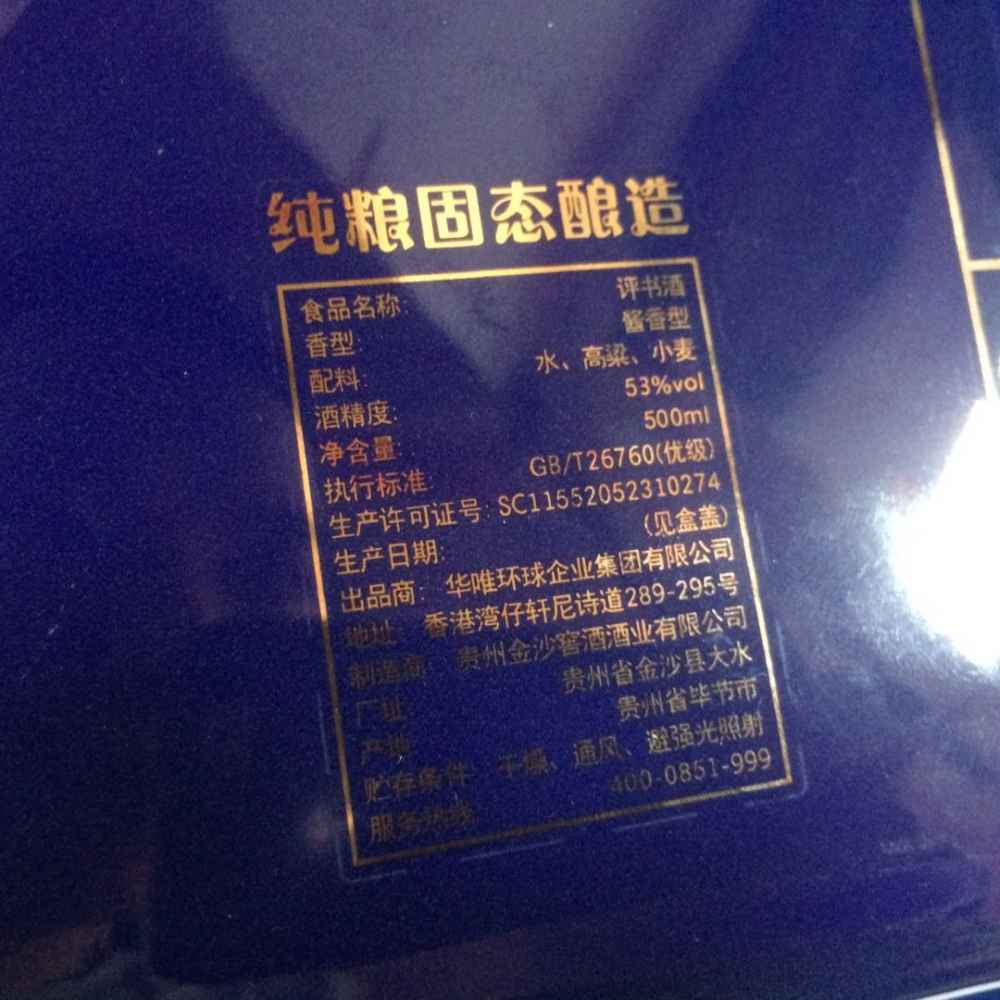 纯粮固态酿造
食品名称: 评书酒
香型: 酱香型
配料: 水、高粱、小麦
酒精度: 53%vol
净含量: 500ml
执行标准: GB/T26760(优级)
生产许可证号: SC11552052310274
生产日期: (见盒盖)
出品商: 华唯环球企业集团有限公司
地址: 香港湾仔轩尼诗道289-295号
制造商: 贵州金沙窖酒酒业有限公司
厂址: 贵州省金沙县大水
产地: 贵州省毕节市
贮存条件: 干燥、通风、避强光照射
服务热线: 400-0851-999